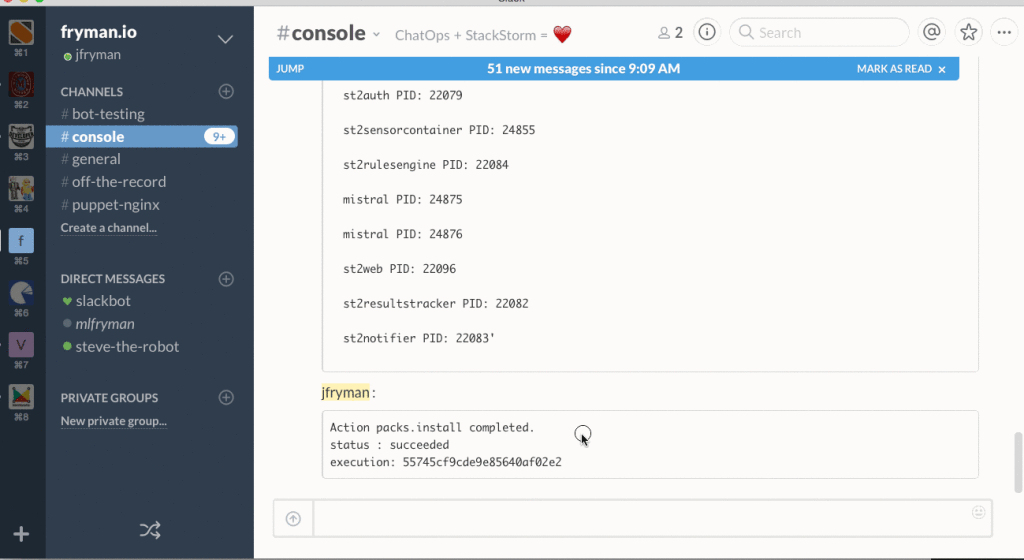 Slack
⌘1
⌘2
⌘3
⌘4
f
⌘5
⌘6
V
⌘7
⌘8
fryman.io
jfryman
CHANNELS
# bot-testing
# console 9+
# general
# off-the-record
# puppet-nginx
Create a channel...
DIRECT MESSAGES
slackbot
mlfryman
steve-the-robot
PRIVATE GROUPS
New private group...
#console
ChatOps + StackStorm = ❤️
2
Search
JUMP 51 new messages since 9:09 AM MARK AS READ ×
st2auth PID: 22079
st2sensorcontainer PID: 24855
st2rulesengine PID: 22084
mistral PID: 24875
mistral PID: 24876
st2web PID: 22096
st2resultstracker PID: 22082
st2notifier PID: 22083'
jfryman :
Action packs.install completed.
status : succeeded
execution: 55745cf9cde9e85640af02e2